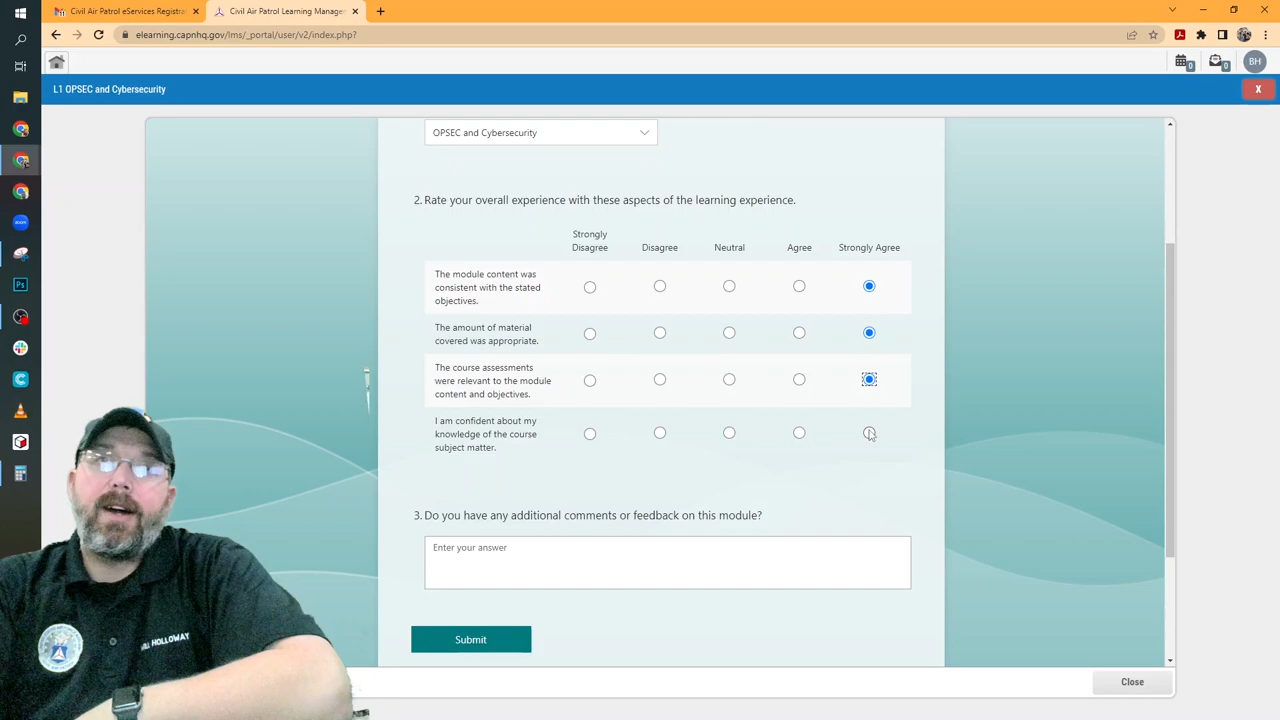 Civil Air Patrol eServices Registra
Civil Air Patrol Learning Manage
elearning.capnhq.gov/lms/_portal/user/v2/index.php?
0
0
BH
L1 OPSEC and Cybersecurity
X
OPSEC and Cybersecurity
2. Rate your overall experience with these aspects of the learning experience.
Strongly
Disagree
Disagree
Neutral
Agree
Strongly Agree
The module content was
consistent with the stated
objectives.
The amount of material
covered was appropriate.
The course assessments
were relevant to the module
content and objectives.
I am confident about my
knowledge of the course
subject matter.
3. Do you have any additional comments or feedback on this module?
Enter your answer
Submit
Close
zoom
Ps
HOLLOWAY